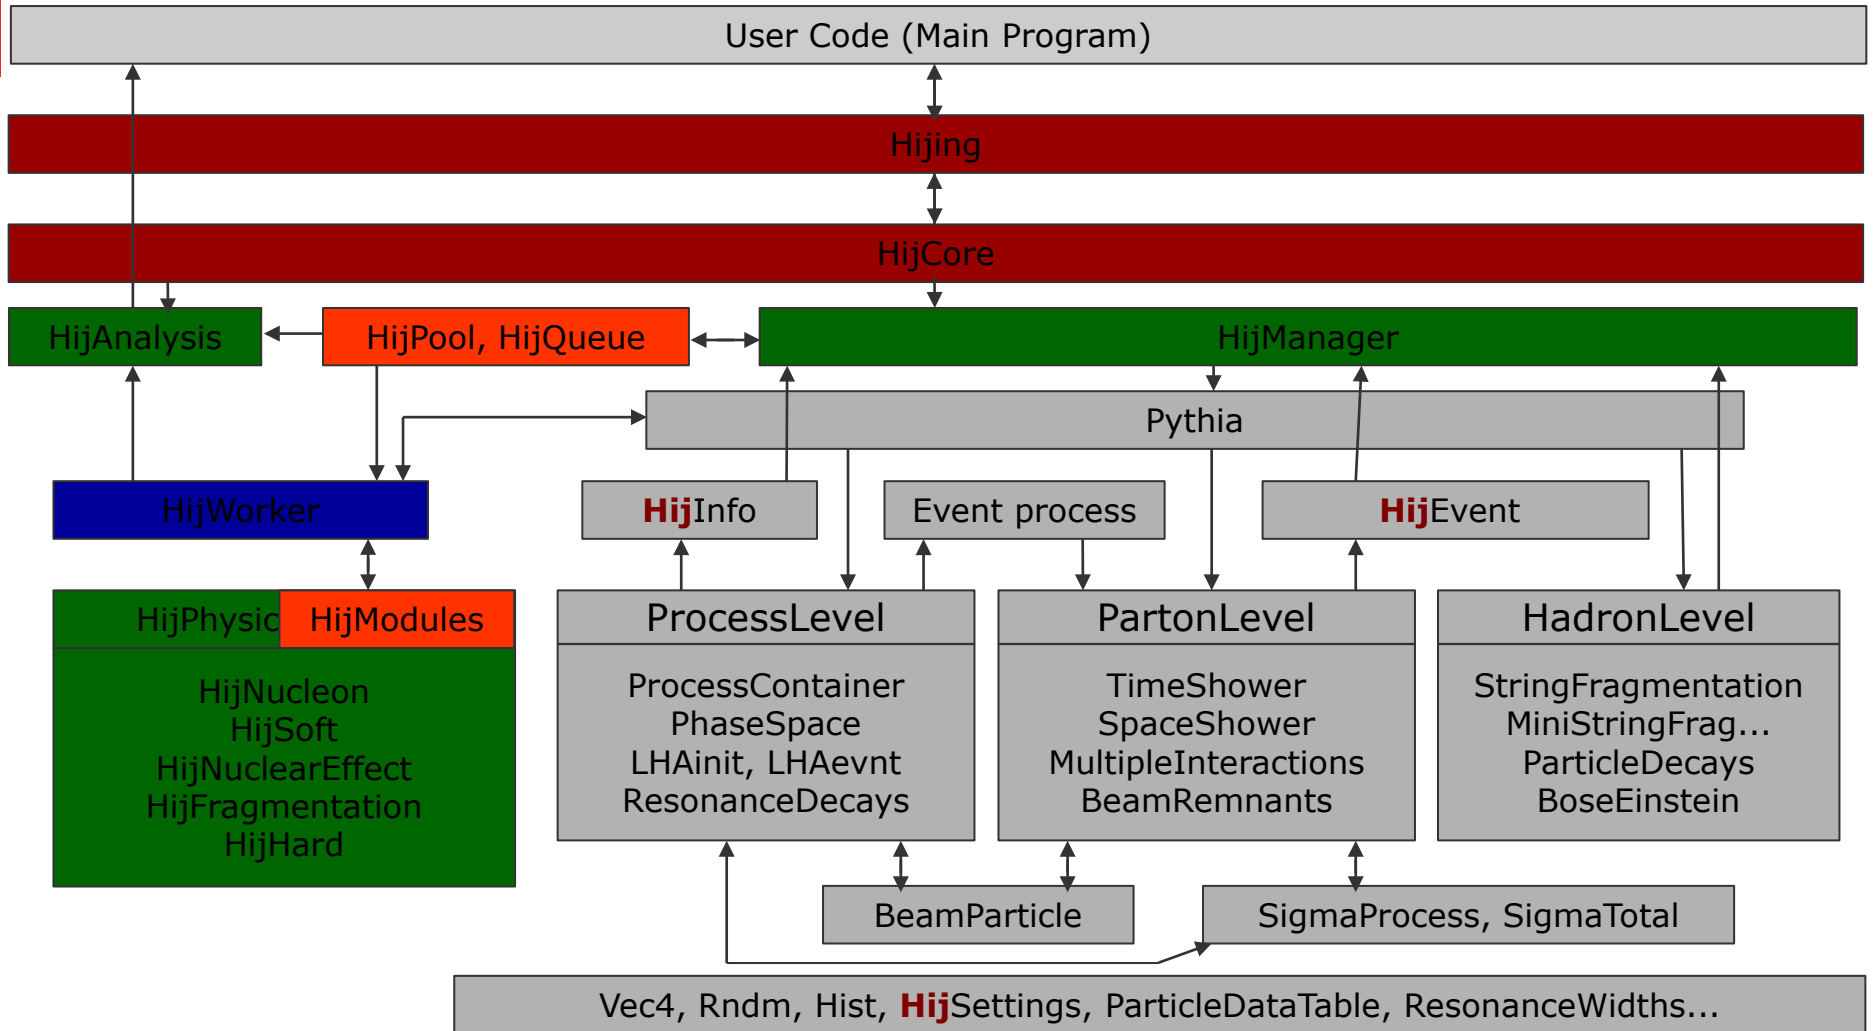 User Code (Main Program)
Hijing
HijCore
HijAnalysis
HijPool, HijQueue
HijManager
Pythia
HijWorker
HijInfo
Event process
HijEvent
HijPhysic
HijModules
HijNucleon
HijSoft
HijNuclearEffect
HijFragmentation
HijHard
ProcessLevel
ProcessContainer
PhaseSpace
LHAinit, LHAevnt
ResonanceDecays
PartonLevel
TimeShower
SpaceShower
MultipleInteractions
BeamRemnants
HadronLevel
StringFragmentation
MiniStringFrag...
ParticleDecays
BoseEinstein
BeamParticle
SigmaProcess, SigmaTotal
Vec4, Rndm, Hist, HijSettings, ParticleDataTable, ResonanceWidths...